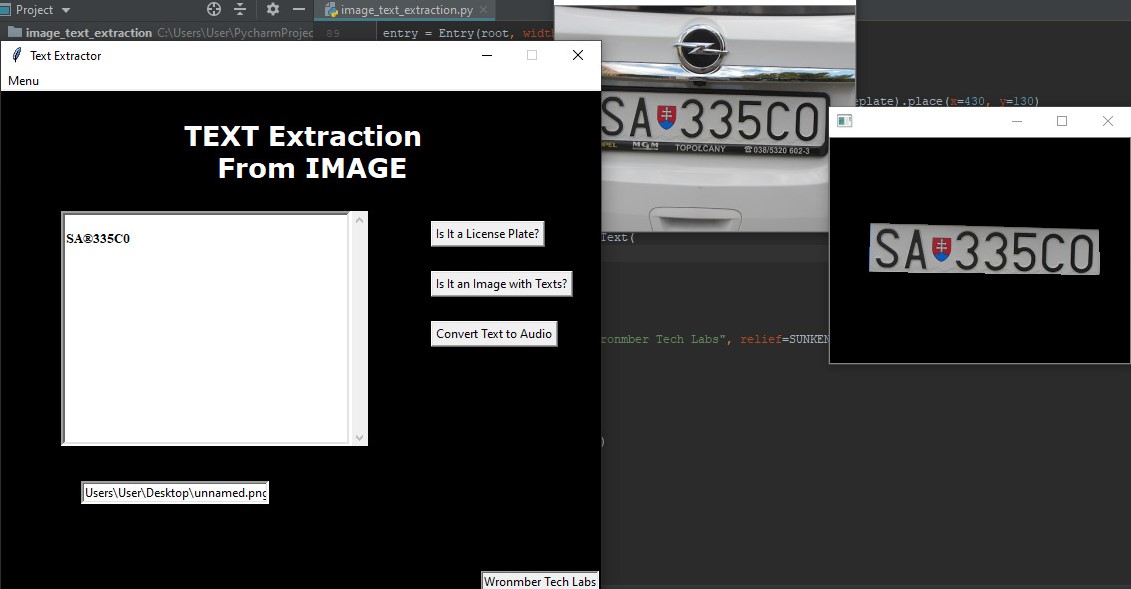 Project
image_text_extraction.py
image_text_extraction C:\Users\User\PycharmProjec
89
entry = Entry(root, widt
Text Extractor
Menu
TEXT Extraction
From IMAGE
SA®335C0
Is It a License Plate?
Is It an Image with Texts?
Convert Text to Audio
Users\User\Desktop\unnamed.png
Wronmber Tech Labs
SA 335CO
PEL
MGM
TOPOĽČANY
☎038/5320 602-3
eplate).place(x=430, y=130)
SA 335CO
Text(
ronmber Tech Labs", relief=SUNKEN
)